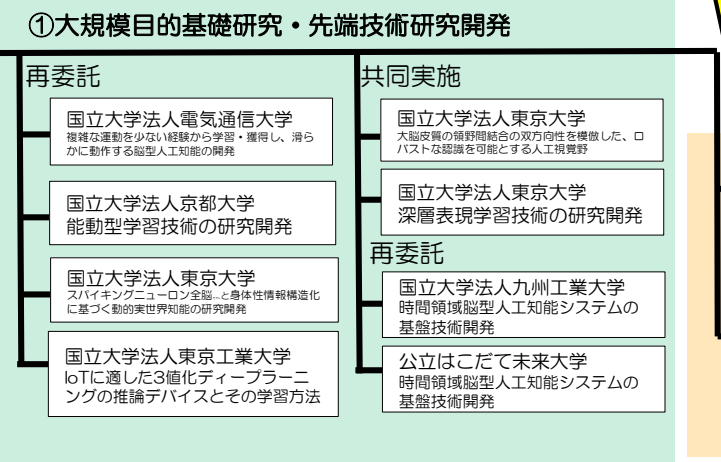 ①大規模目的基礎研究・先端技術研究開発
再委託
国立大学法人電気通信大学
複雑な運動を少ない経験から学習・獲得し、滑ら
かに動作する脳型人工知能の開発
国立大学法人京都大学
能動型学習技術の研究開発
国立大学法人東京大学
スパイキングニューロン全脳...と身体性情報構造化
に基づく動的実世界知能の研究開発
国立大学法人東京工業大学
IoTに適した3値化ディープラーニ
ングの推論デバイスとその学習方法
共同実施
国立大学法人東京大学
大脳皮質の領野間結合の双方向性を模倣した、ロ
バストな認識を可能とする人工視覚野
国立大学法人東京大学
深層表現学習技術の研究開発
再委託
国立大学法人九州工業大学
時間領域脳型人工知能システムの
基盤技術開発
公立はこだて未来大学
時間領域脳型人工知能システムの
基盤技術開発